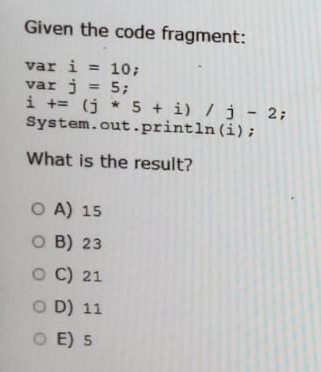 Given the code fragment:
var i = 10;
var j = 5;
i += (j * 5 + i) / j - 2;
System.out.println(i);
What is the result?
A) 15
B) 23
C) 21
D) 11
E) 5